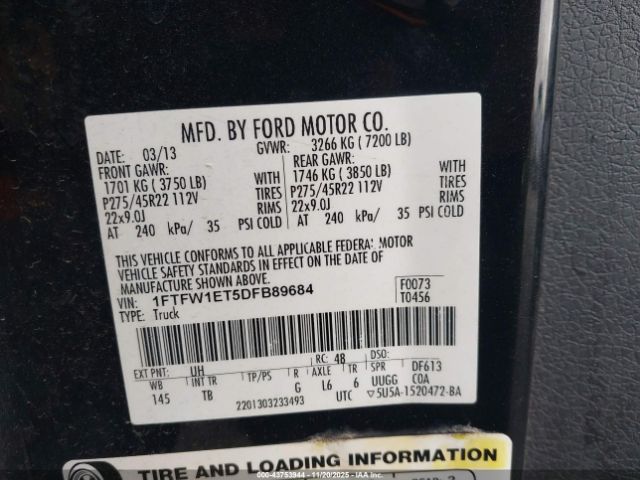 MFD. BY FORD MOTOR CO.
DATE: 03/13 GVWR: 3266 KG ( 7200 LB)
FRONT GAWR: REAR GAWR:
1701 KG ( 3750 LB) WITH 1746 KG ( 3850 LB) WITH
P275/45R22 112V TIRES P275/45R22 112V TIRES
22x9.0J RIMS 22x9.0J RIMS
AT 240 kPa/ 35 PSI COLD AT 240 kPa/ 35 PSI COLD
THIS VEHICLE CONFORMS TO ALL APPLICABLE FEDERAL MOTOR
VEHICLE SAFETY STANDARDS IN EFFECT ON THE DATE OF
MANUFACTURE SHOWN ABOVE.
VIN: 1FTFW1ET5DFB89684 F0073
TYPE: Truck T0456
EXT PNT: UH RC: 48 DSO:
WB INT TR TP/PS R AXLE TR SPR DF613
145 TB G L6 6 UUGG COA
2201303233493 UTC 5U5A-1520472-BA
TIRE AND LOADING INFORMATION
© IAA - 43753944 - 11/20/2025 - IAAI.COM